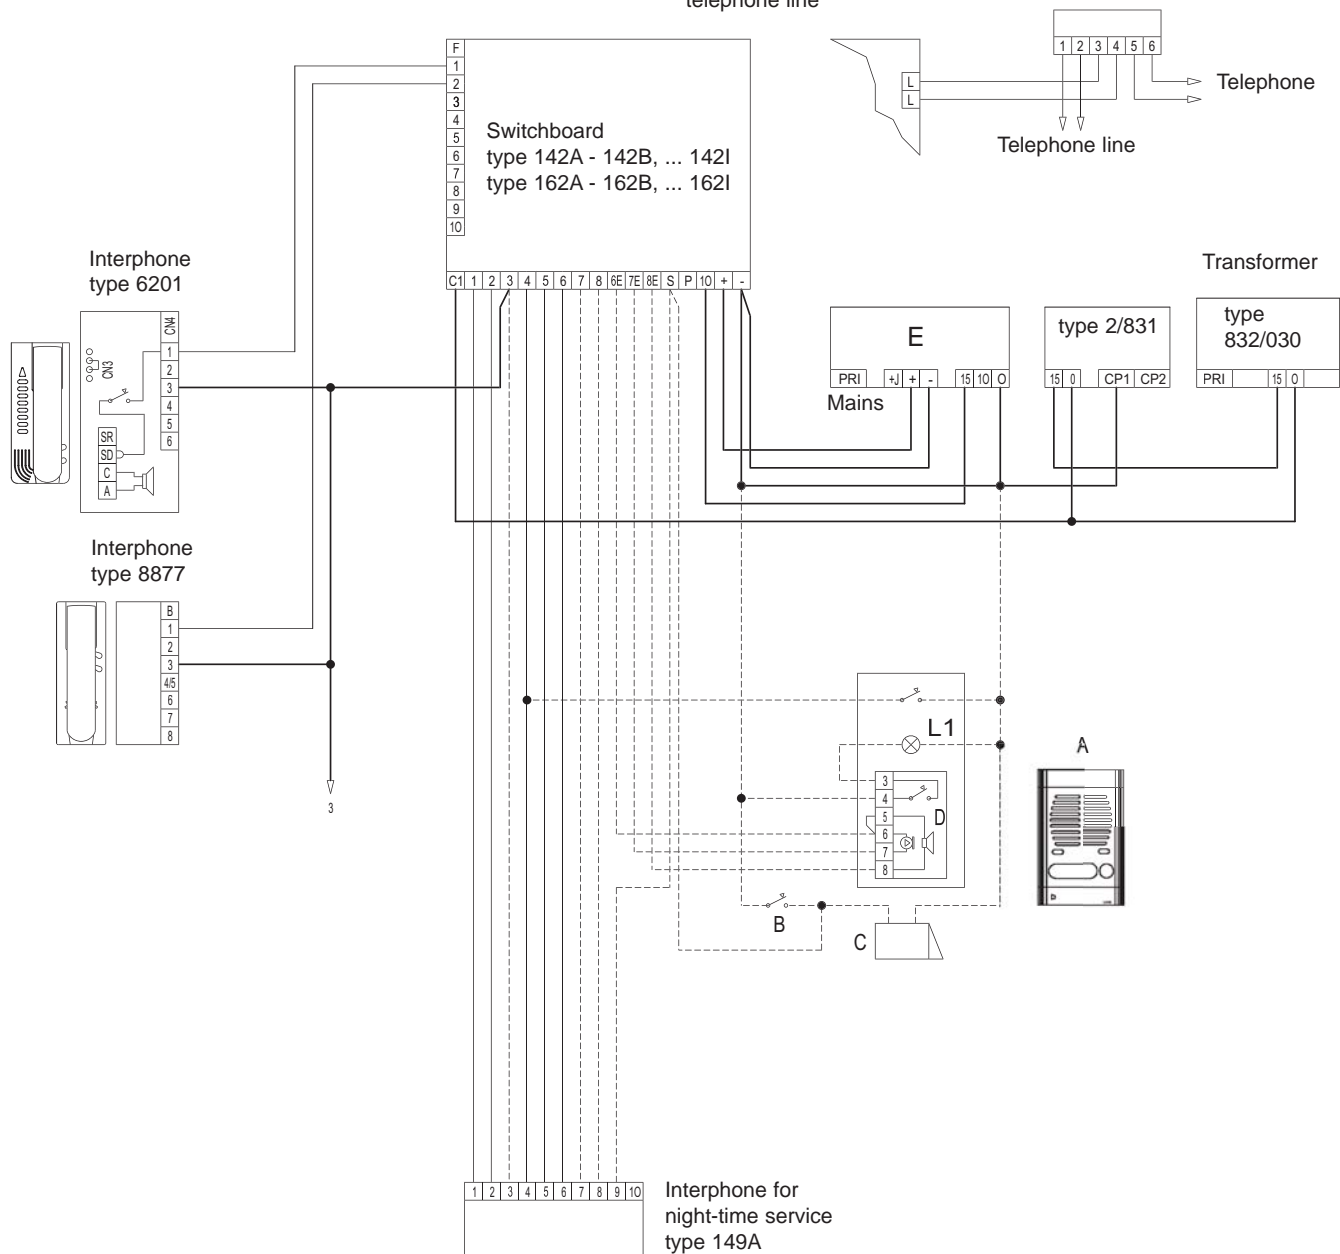 telephone line
1 2 3 4 5 6
L
L
Telephone
Telephone line
F
1
2
3
4
5
6
7
8
9
10
Switchboard
type 142A - 142B, ... 142I
type 162A - 162B, ... 162I
C1 1 2 3 4 5 6 7 8 6E 7E 8E S P 10 + -
Interphone
type 6201
CN4
1
2
3
4
5
6
CN3
SR
SD
C
A
Transformer
E
PRI +J + - 15 10 O
Mains
type 2/831
15 0 CP1 CP2
type
832/030
PRI 15 O
Interphone
type 8877
B
1
2
3
4/5
6
7
8
3
L1
3
4
5
6
7
8
D
A
B
C
1 2 3 4 5 6 7 8 9 10
Interphone for
night-time service
type 149A